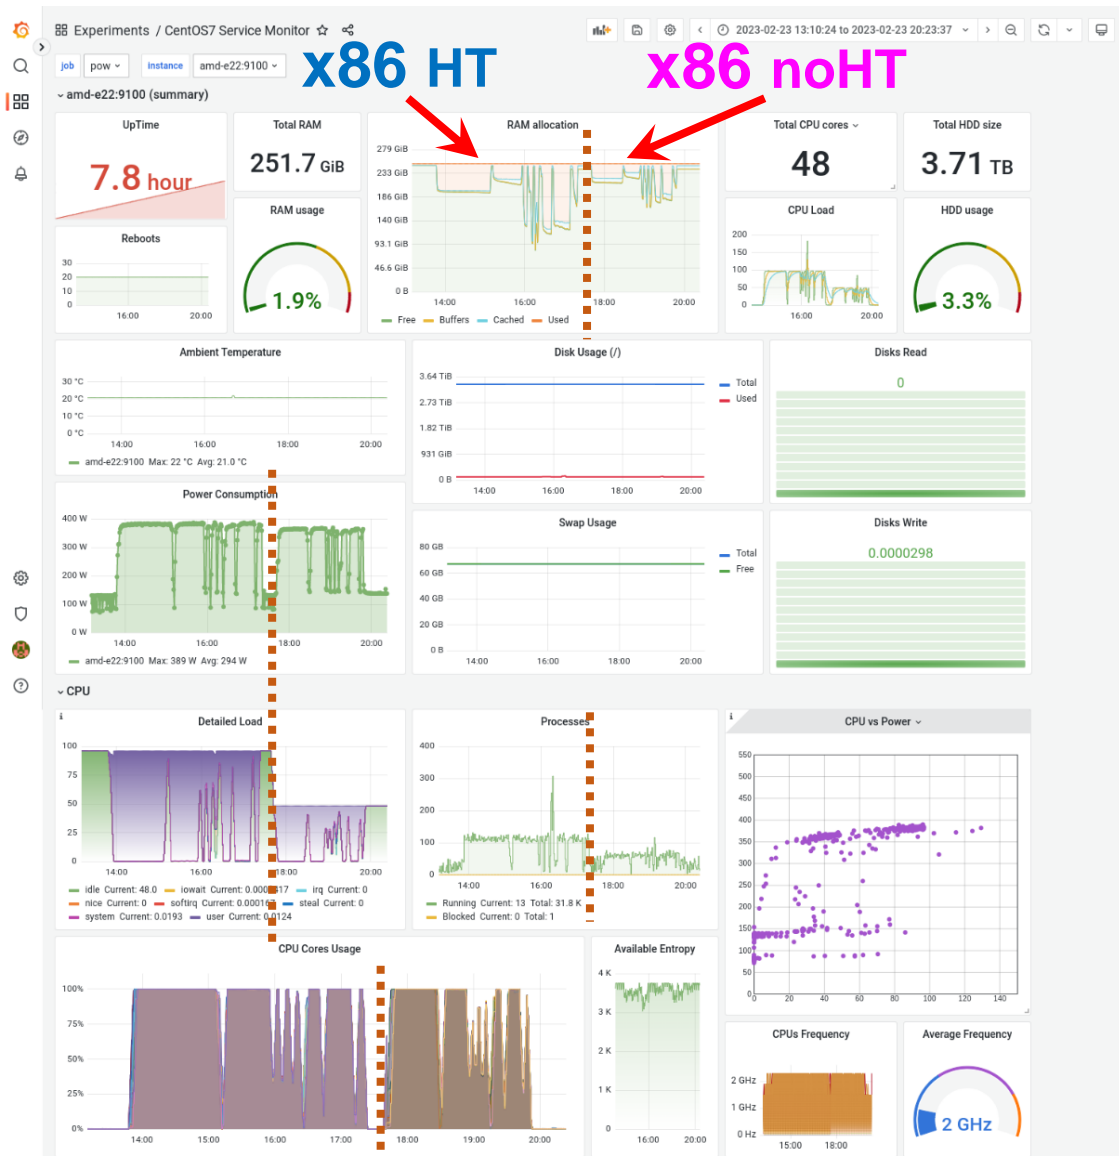 Experiments / CentOS7 Service Monitor
2023-02-23 13:10:24 to 2023-02-23 20:23:37
job pow instance amd-e22:9100
x86 HT
x86 noHT
amd-e22:9100 (summary)
UpTime
7.8 hour
Reboots
30
20
10
0
16:00 20:00
Total RAM
251.7 GiB
RAM usage
1.9%
RAM allocation
279 GiB
233 GiB
186 GiB
140 GiB
93.1 GiB
46.6 GiB
0 B
14:00 16:00 18:00 20:00
Free Buffers Cached Used
Total CPU cores
48
CPU Load
200
150
100
50
0
16:00 20:00
Total HDD size
3.71 TB
HDD usage
3.3%
Ambient Temperature
30 °C
20 °C
10 °C
0 °C
14:00 16:00 18:00 20:00
amd-e22:9100 Max: 22 °C Avg: 21.0 °C
Disk Usage (/)
3.64 TiB
2.73 TiB
1.82 TiB
931 GiB
0 B
14:00 16:00 18:00 20:00
Total
Used
Disks Read
0
Power Consumption
400 W
300 W
200 W
100 W
0 W
14:00 16:00 18:00 20:00
amd-e22:9100 Max: 389 W Avg: 294 W
Swap Usage
80 GB
60 GB
40 GB
20 GB
0 B
14:00 16:00 18:00 20:00
Total
Free
Disks Write
0.0000298
CPU
Detailed Load
100
75
50
25
0
14:00 16:00 18:00 20:00
idle Current: 48.0 iowait irq Current: 0
nice Current: 0 softirq steal Current: 0
system Current: 0.0193 user Current: 0.0124
Processes
400
300
200
100
0
14:00 16:00 18:00 20:00
Running Current: 13 Total: 31.8 K
Blocked Current: 0 Total: 1
CPU vs Power
550
500
450
400
350
300
250
200
150
100
50
0
0 20 40 60 80 100 120 140
CPU Cores Usage
100%
75%
50%
25%
0%
14:00 15:00 16:00 17:00 18:00 19:00 20:00
Available Entropy
4 K
3 K
2 K
1 K
0
16:00 20:00
CPUs Frequency
2 GHz
1 GHz
0 Hz
15:00 18:00
Average Frequency
2 GHz